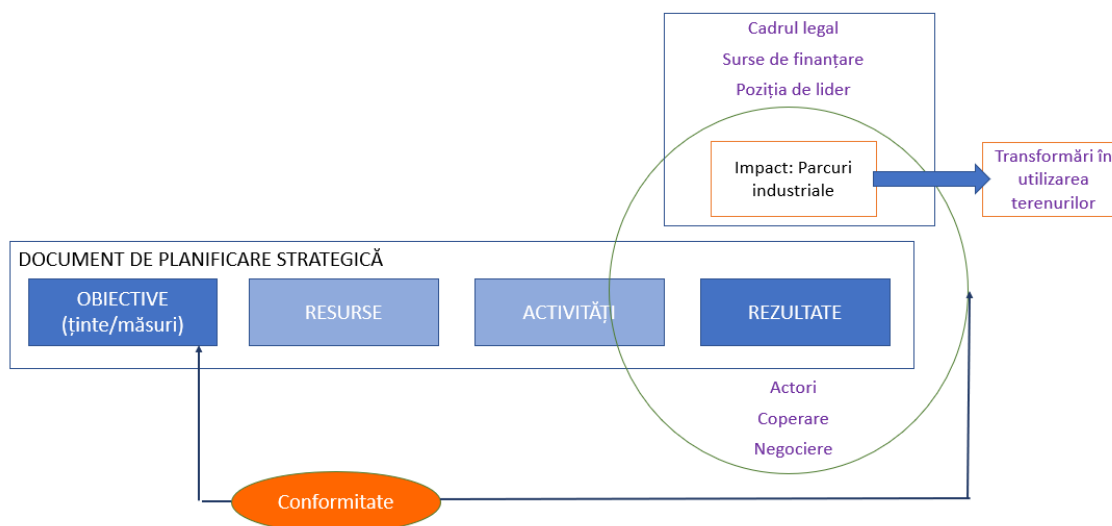 Cadrul legal
Surse de finanțare
Poziția de lider
Impact: Parcuri
industriale
Transformări în
utilizarea
terenurilor
DOCUMENT DE PLANIFICARE STRATEGICĂ
OBIECTIVE
(ținte/măsuri)
RESURSE
ACTIVITĂȚI
REZULTATE
Actori
Coperare
Negociere
Conformitate